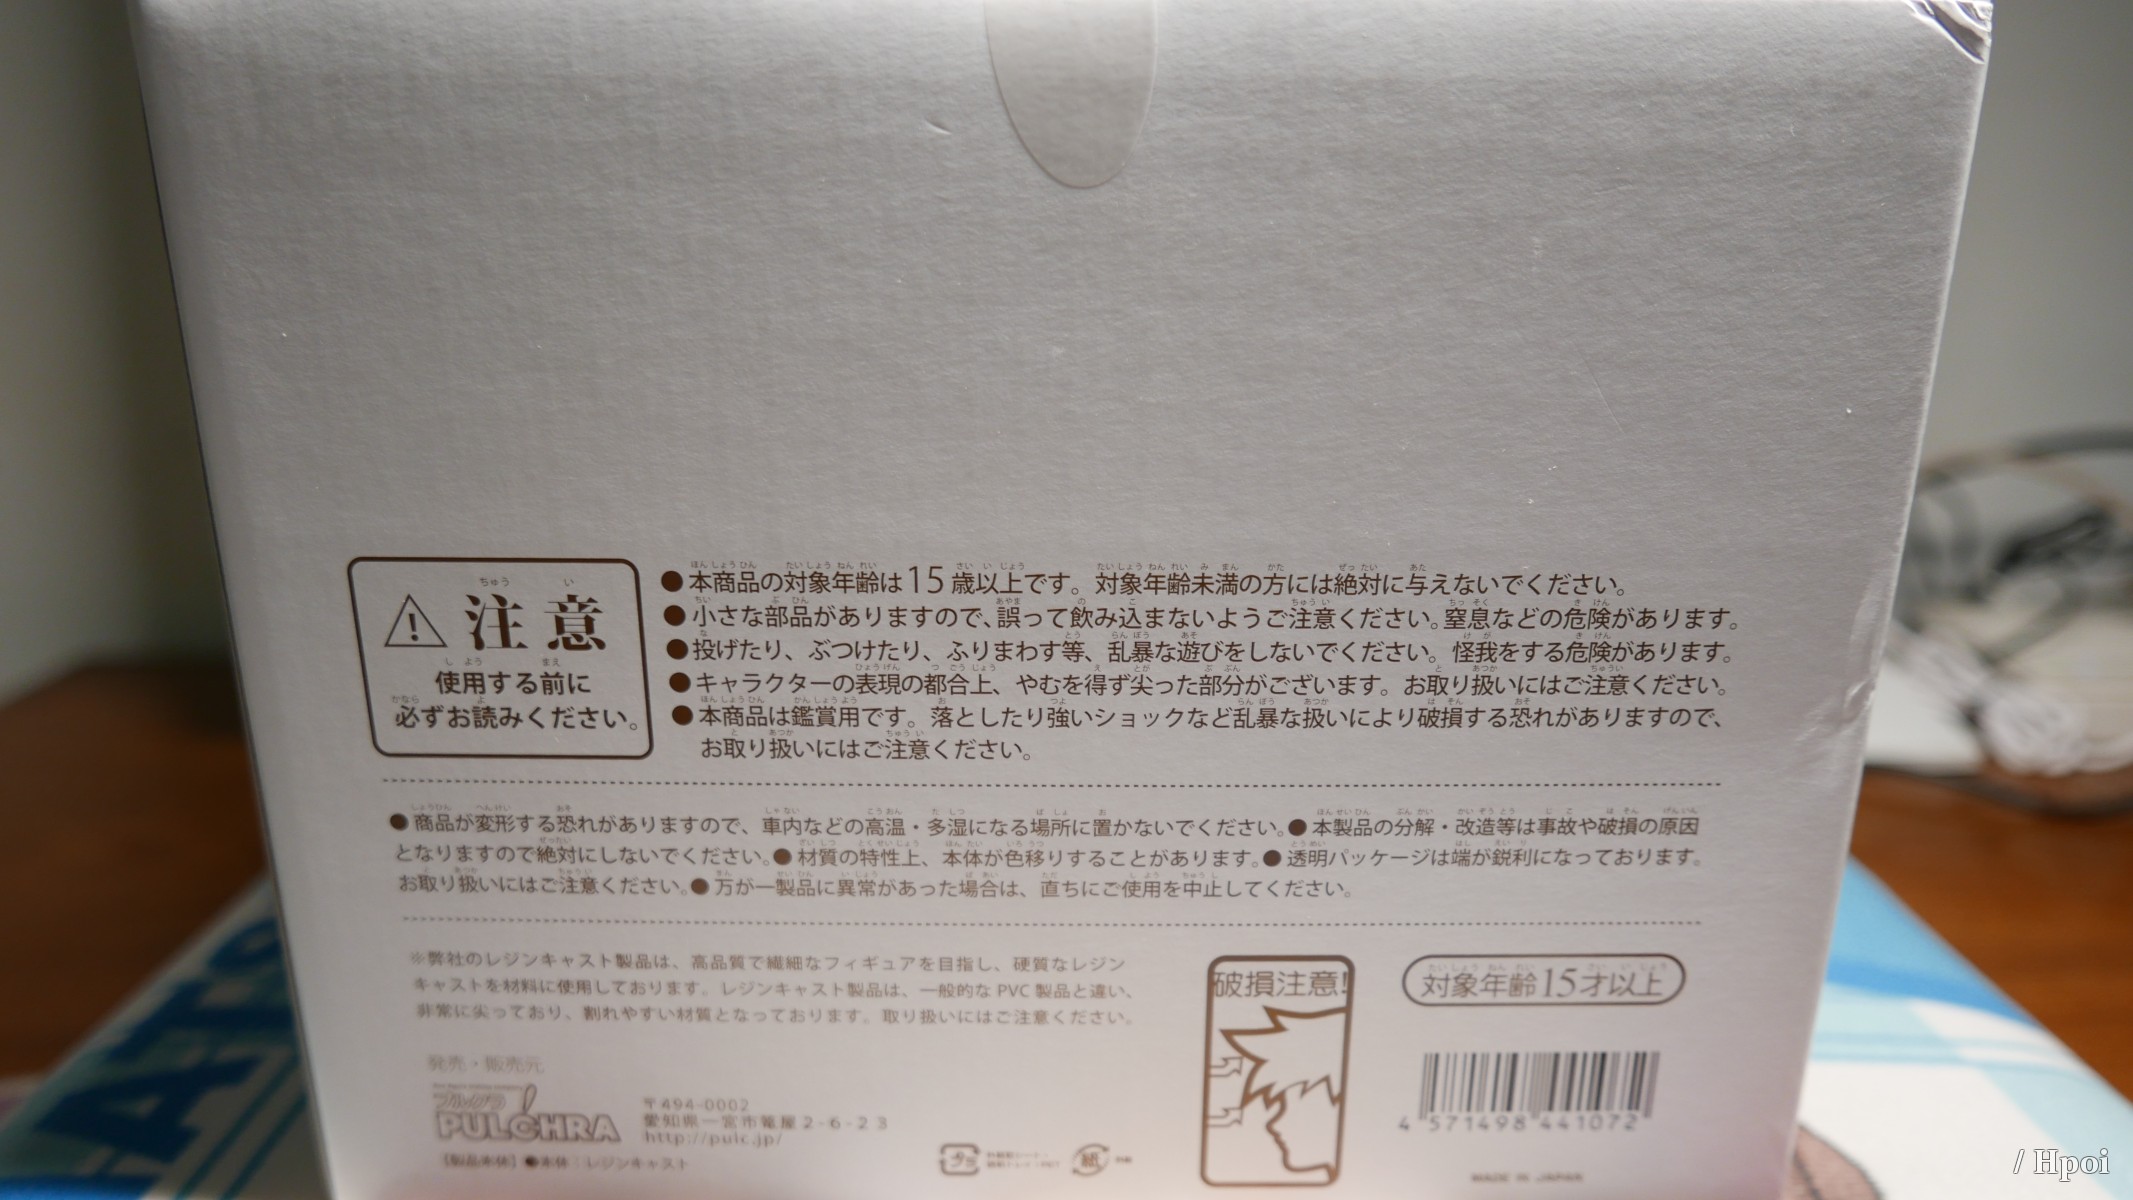 注意
使用する前に
必ずお読みください。
●本商品の対象年齢は15歳以上です。対象年齢未満の方には絶対に与えないでください。
●小さな部品がありますので、誤って飲み込まないようご注意ください。窒息などの危険があります。
●投げたり、ぶつけたり、ふりまわす等、乱暴な遊びをしないでください。怪我をする危険があります。
●キャラクターの表現の都合上、やむを得ず尖った部分がございます。お取り扱いにはご注意ください。
●本商品は鑑賞用です。落としたり強いショックなど乱暴な扱いにより破損する恐れがありますので、
お取り扱いにはご注意ください。
●商品が変形する恐れがありますので、車内などの高温・多湿になる場所に置かないでください。●本製品の分解・改造等は事故や破損の原因
となりますので絶対にしないでください。●材質の特性上、本体が色移りすることがあります。●透明パッケージは端が鋭利になっております。
お取り扱いにはご注意ください。●万が一製品に異常があった場合は、直ちにご使用を中止してください。
※弊社のレジンキャスト製品は、高品質で繊細なフィギュアを目指し、硬質なレジン
キャストを材料に使用しております。レジンキャスト製品は、一般的なPVC製品と違い、
非常に尖っており、割れやすい材質となっております。取り扱いにはご注意ください。
破損注意!
対象年齢15才以上
発売・販売元
プルクラ
PULCHRA
〒494-0002
愛知県一宮市篭屋2-6-23
http://pulc.jp/
【製品本体】●本体:レジンキャスト
プラ
紙
4 571498 441072
MADE IN JAPAN
/ Hpoi